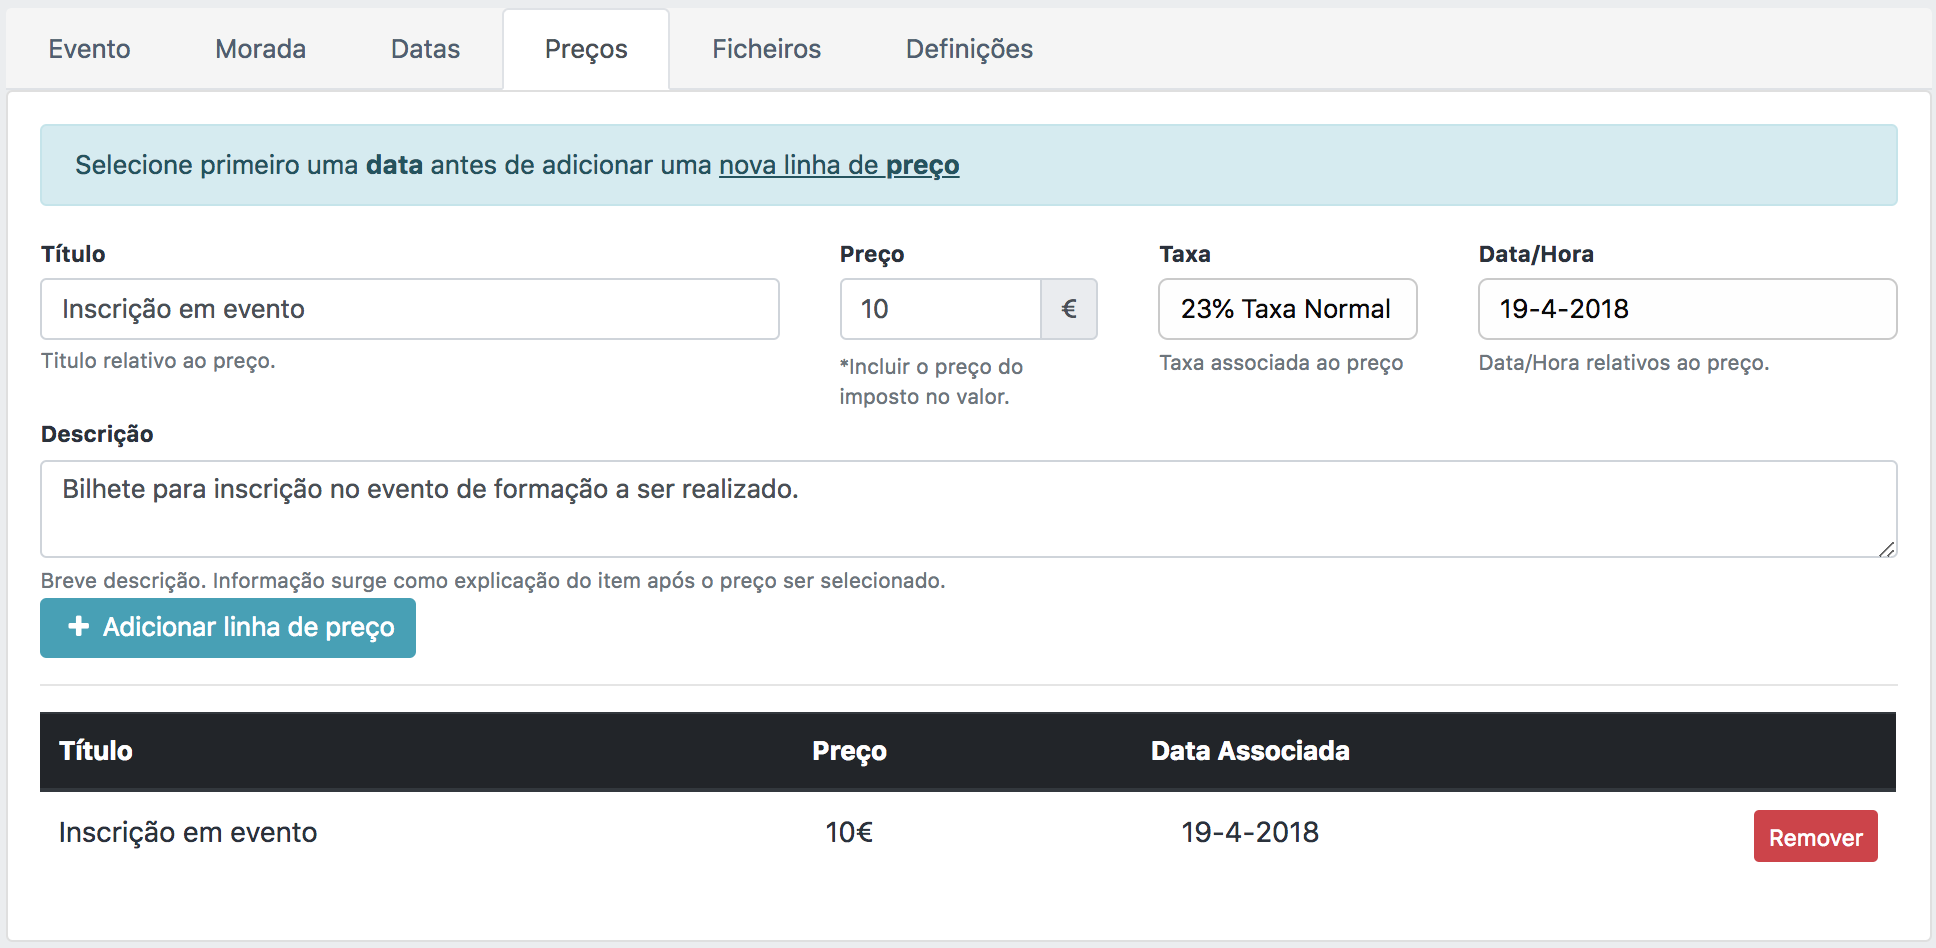 Evento Morada Datas Preços Ficheiros Definições
Selecione primeiro uma data antes de adicionar uma nova linha de preço
Título Preço Taxa Data/Hora
Inscrição em evento 10 € 23% Taxa Normal 19-4-2018
Titulo relativo ao preço. *Incluir o preço do Taxa associada ao preço Data/Hora relativos ao preço.
imposto no valor.
Descrição
Bilhete para inscrição no evento de formação a ser realizado.
Breve descrição. Informação surge como explicação do item após o preço ser selecionado.
+ Adicionar linha de preço
Título Preço Data Associada
Inscrição em evento 10€ 19-4-2018 Remover